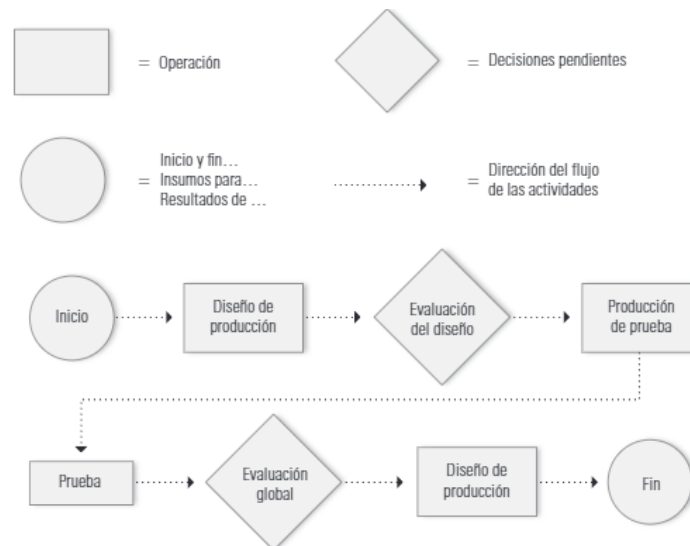 = Operación
= Decisiones pendientes
= Inicio y fin...
Insumos para...
Resultados de ...
= Dirección del flujo
de las actividades
Inicio
Diseño de
producción
Evaluación
del diseño
Producción
de prueba
Prueba
Evaluación
global
Diseño de
producción
Fin